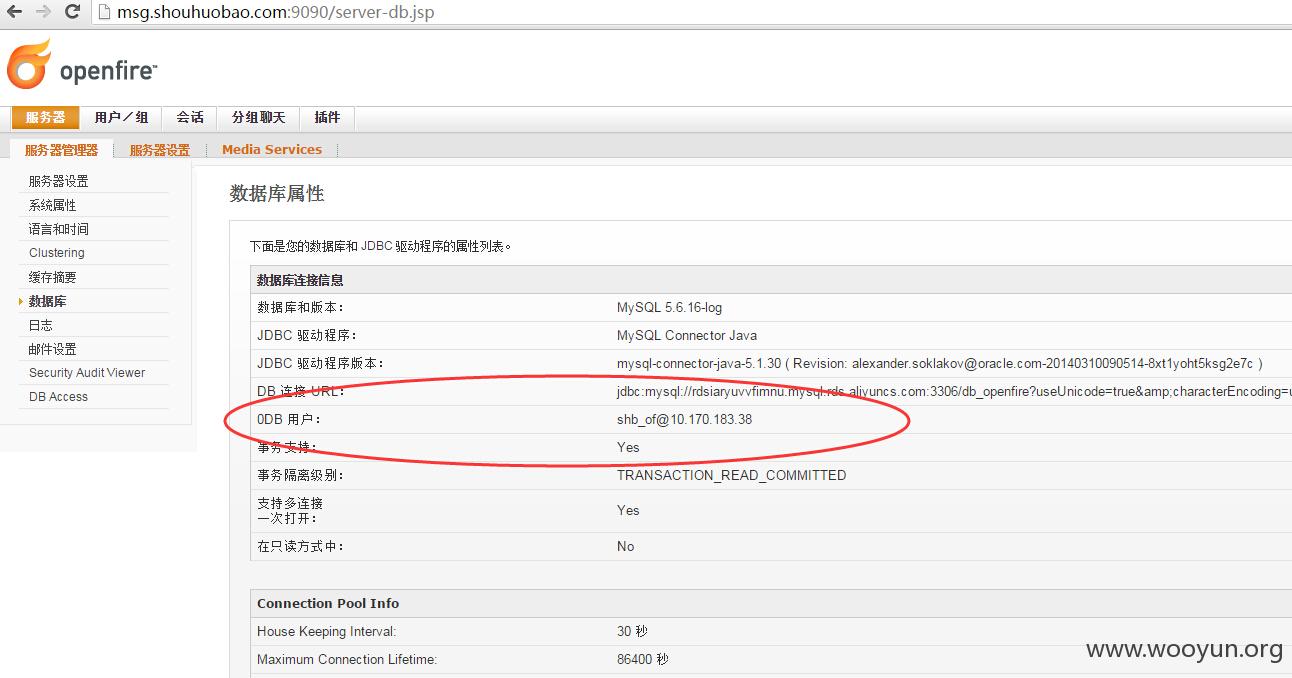 msg.shouhuobao.com:9090/server-db.jsp
openfire™
服务器 用户／组 会话 分组聊天 插件
服务器管理器 服务器设置 Media Services
服务器设置
系统属性
语言和时间
Clustering
缓存摘要
数据库
日志
邮件设置
Security Audit Viewer
DB Access
数据库属性
下面是您的数据库和 JDBC 驱动程序的属性列表。
数据库连接信息
数据库和版本： MySQL 5.6.16-log
JDBC 驱动程序： MySQL Connector Java
JDBC 驱动程序版本： mysql-connector-java-5.1.30 ( Revision: alexander.soklakov@oracle.com-20140310090514-8xt1yoht5ksg2e7c )
DB 连接 URL： jdbc:mysql://rdsiaryuvvfimnu.mysql.rds.aliyuncs.com:3306/db_openfire?useUnicode=true&amp;characterEncoding=u
0DB 用户： shb_of@10.170.183.38
事务支持： Yes
事务隔离级别： TRANSACTION_READ_COMMITTED
支持多连接
一次打开： Yes
在只读方式中： No
Connection Pool Info
House Keeping Interval: 30 秒
Maximum Connection Lifetime: 86400 秒
www.wooyun.org